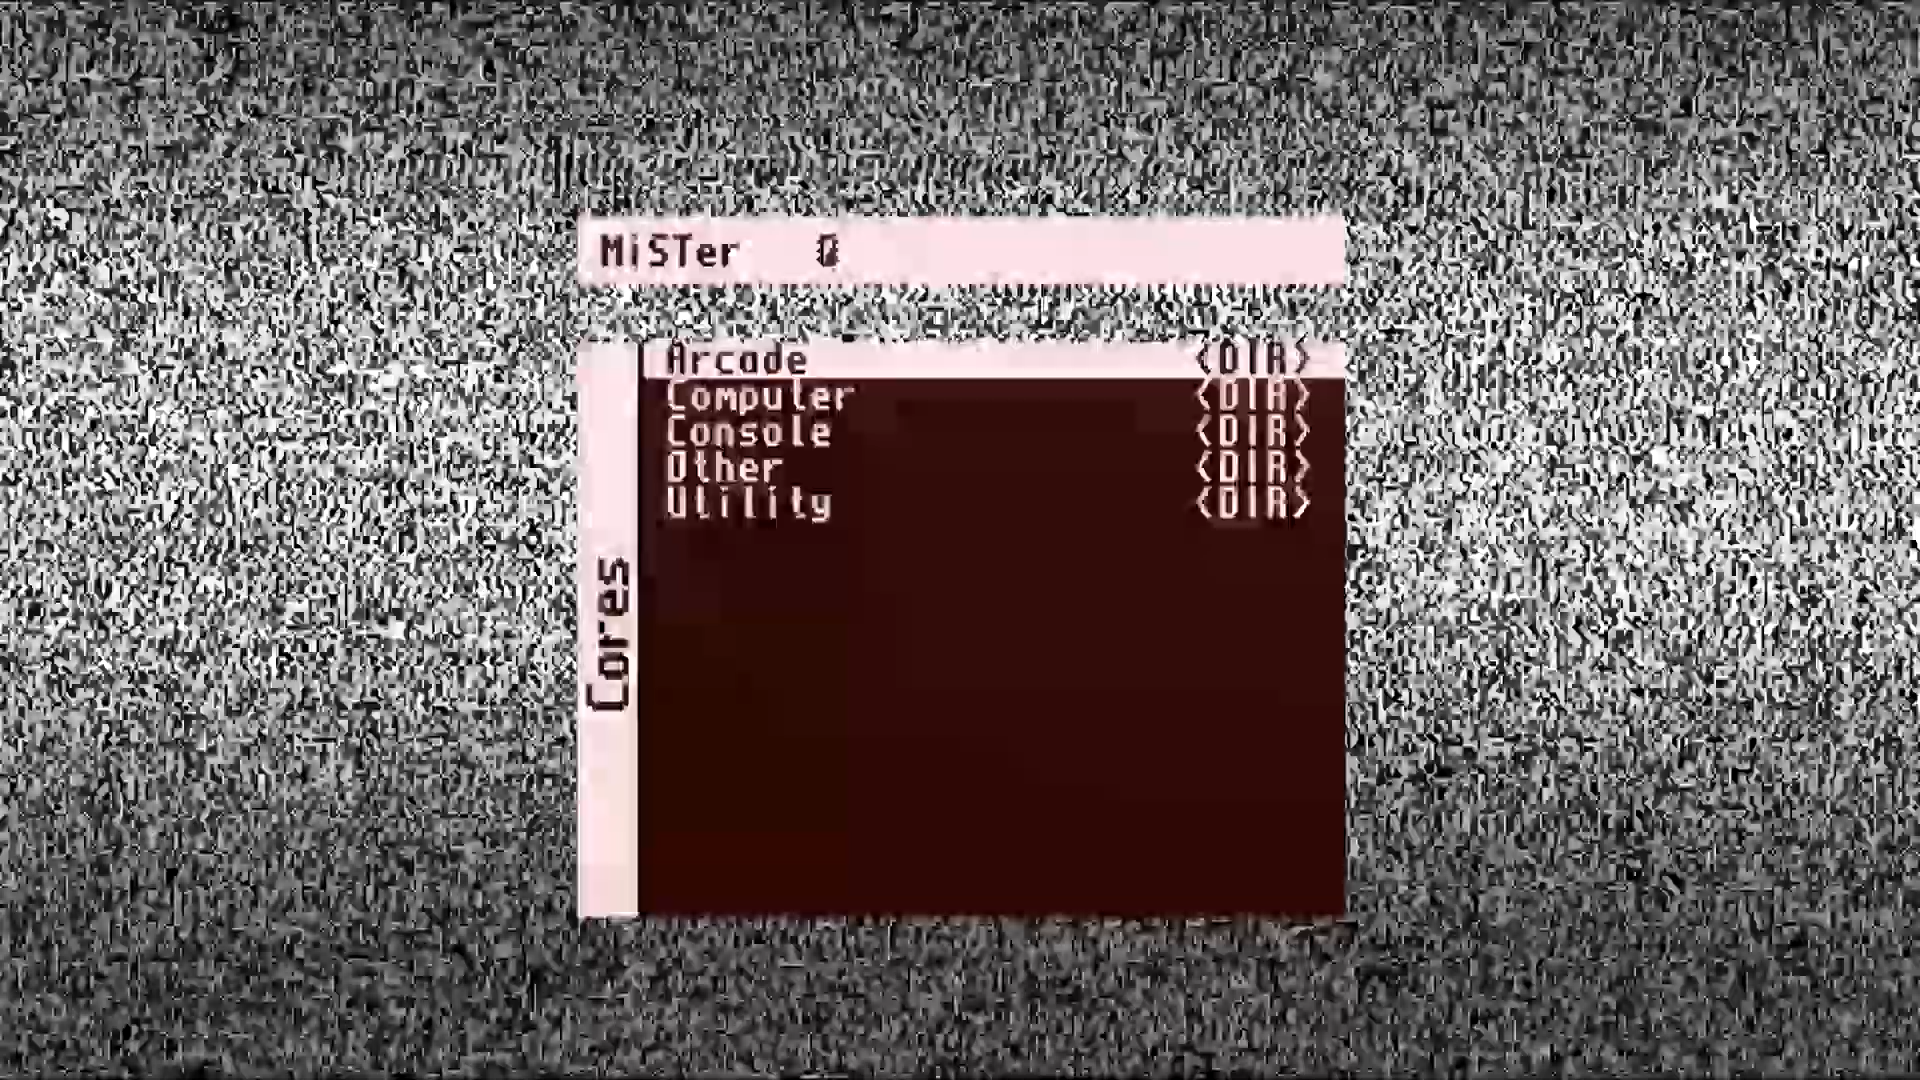 MiSTer
Arcade <DIR>
Computer <DIR>
Console <DIR>
Other <DIR>
Utility <DIR>
Cores